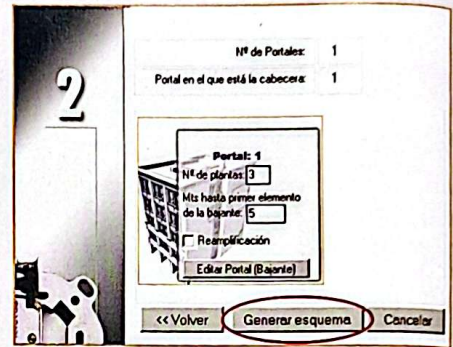 2
Nº de Portales: 1
Portal en el que está la cabecera: 1
Portal: 1
Nº de plantas: 3
Mts hasta primer elemento
de la bajante: 5
Reamplificación
Editar Portal (Bajante)
<< Volver
Generar esquema
Cancelar